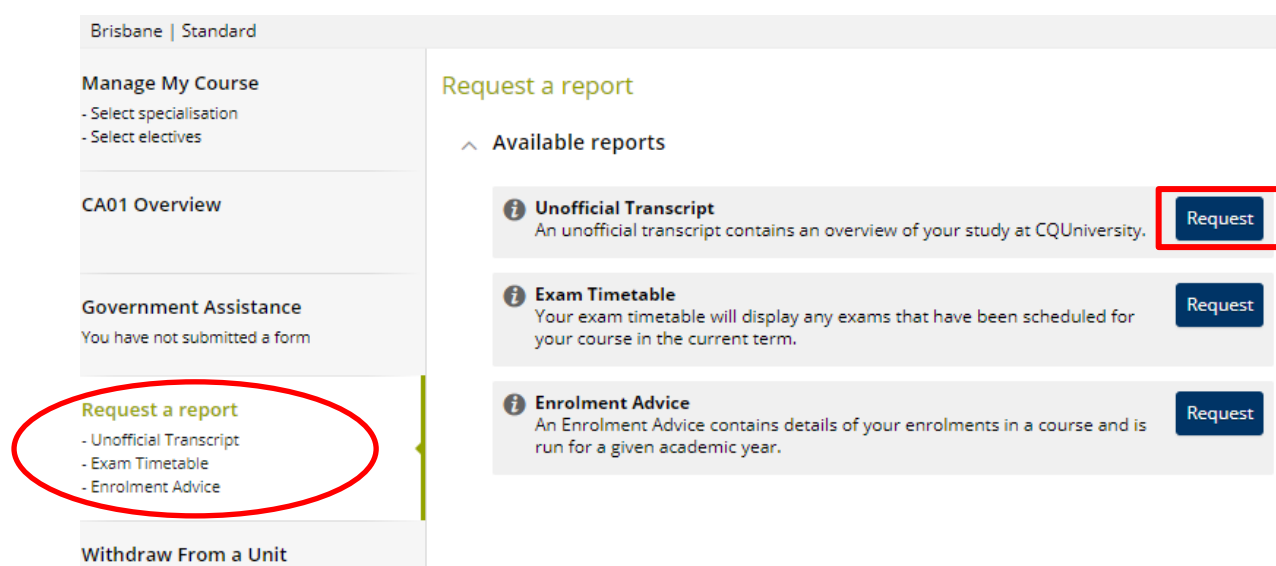 Brisbane | Standard
Manage My Course
- Select specialisation
- Select electives
CA01 Overview
Government Assistance
You have not submitted a form
Request a report
- Unofficial Transcript
- Exam Timetable
- Enrolment Advice
Withdraw From a Unit
Request a report
Available reports
Unofficial Transcript
An unofficial transcript contains an overview of your study at CQUniversity.
Request
Exam Timetable
Your exam timetable will display any exams that have been scheduled for
your course in the current term.
Request
Enrolment Advice
An Enrolment Advice contains details of your enrolments in a course and is
run for a given academic year.
Request